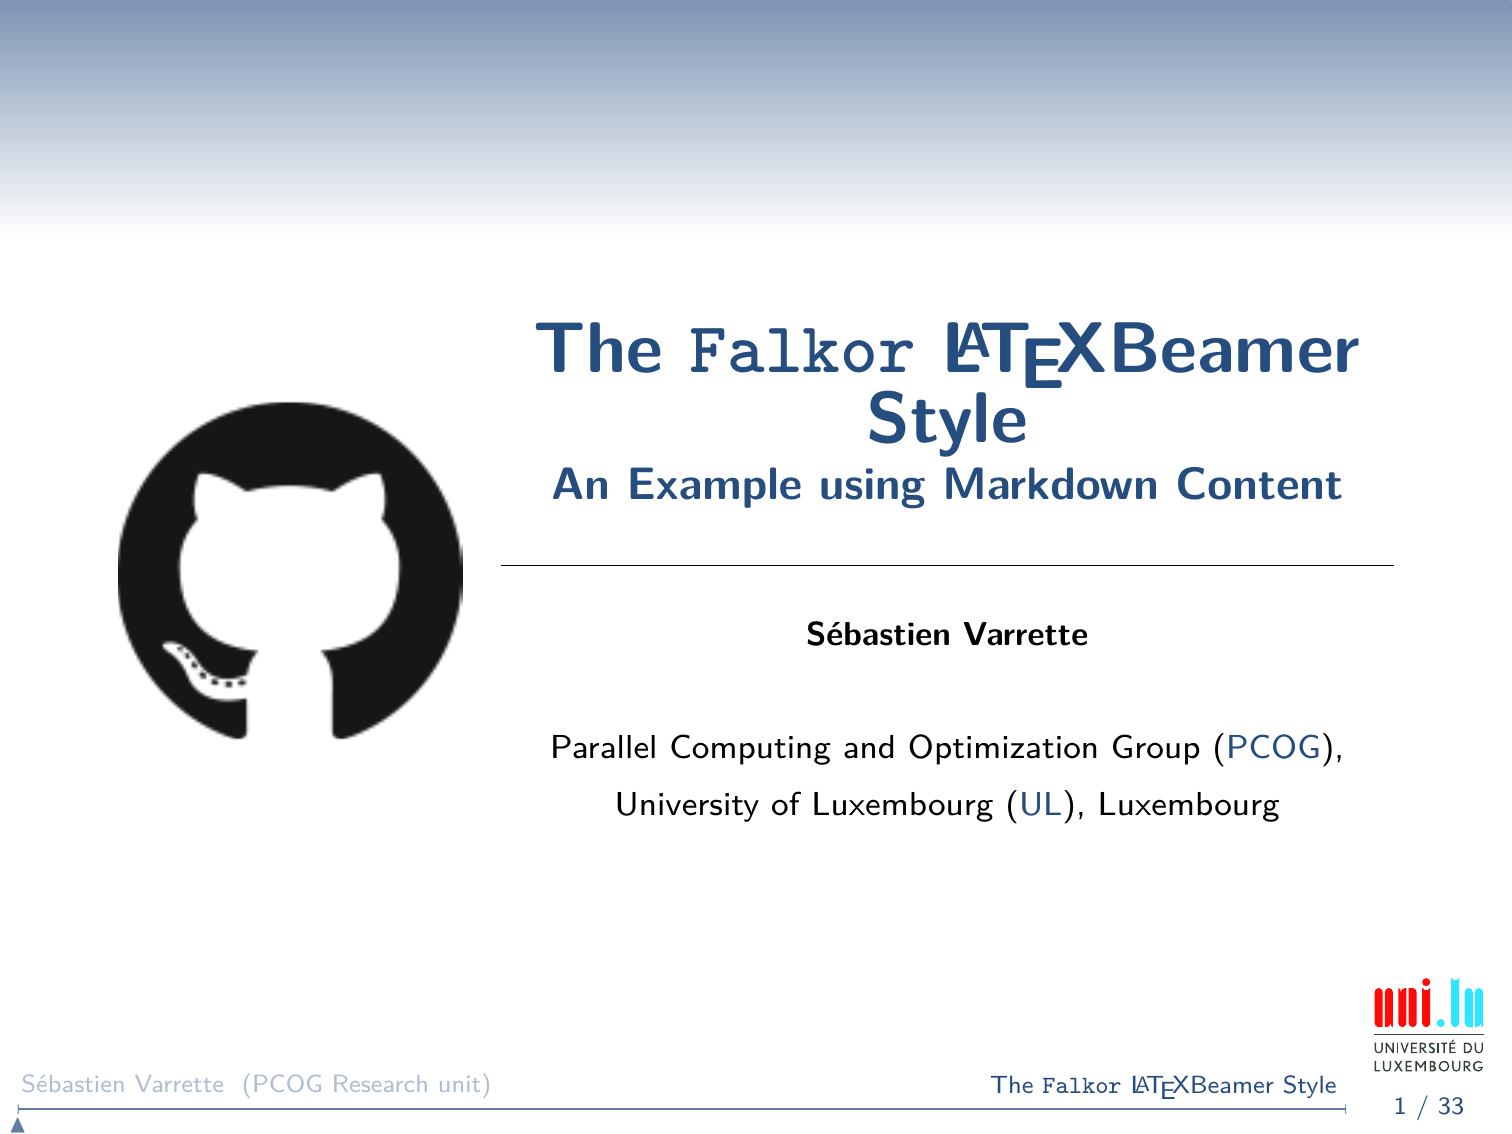 The Falkor LATEXBeamer
Style
An Example using Markdown Content
Sébastien Varrette
Parallel Computing and Optimization Group (PCOG),
University of Luxembourg (UL), Luxembourg
uni.lu
UNIVERSITÉ DU
LUXEMBOURG
Sébastien Varrette (PCOG Research unit)
The Falkor LATEXBeamer Style
1 / 33